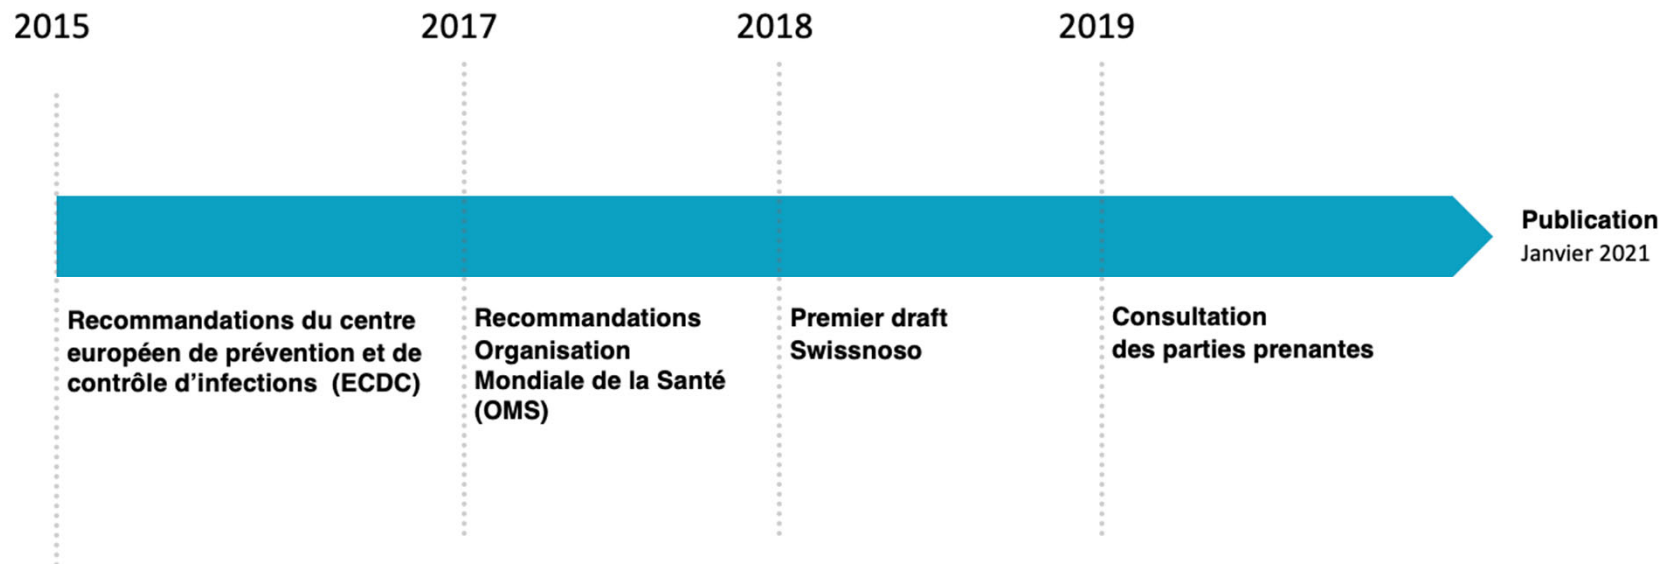 2015
2017
2018
2019
Publication
Janvier 2021
Recommandations du centre
européen de prévention et de
contrôle d'infections (ECDC)
Recommandations
Organisation
Mondiale de la Santé
(OMS)
Premier draft
Swissnoso
Consultation
des parties prenantes